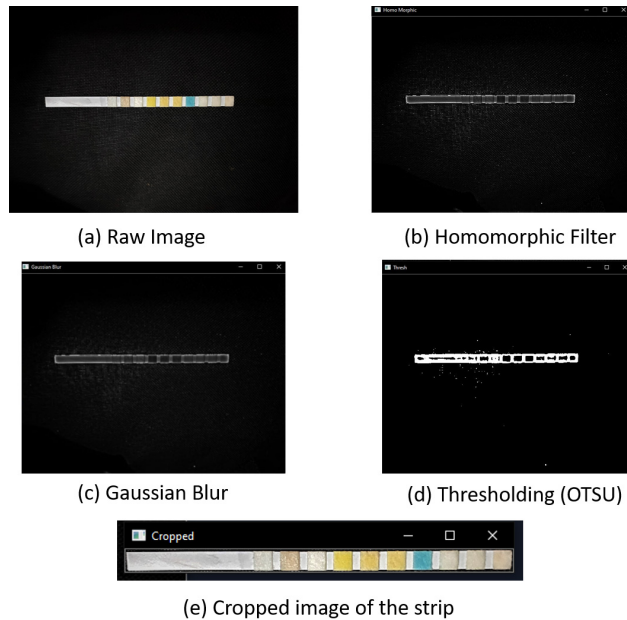 Homo Morphic
(a) Raw Image
(b) Homomorphic Filter
Gaussian Blur
Thresh
(c) Gaussian Blur
(d) Thresholding (OTSU)
Cropped
(e) Cropped image of the strip